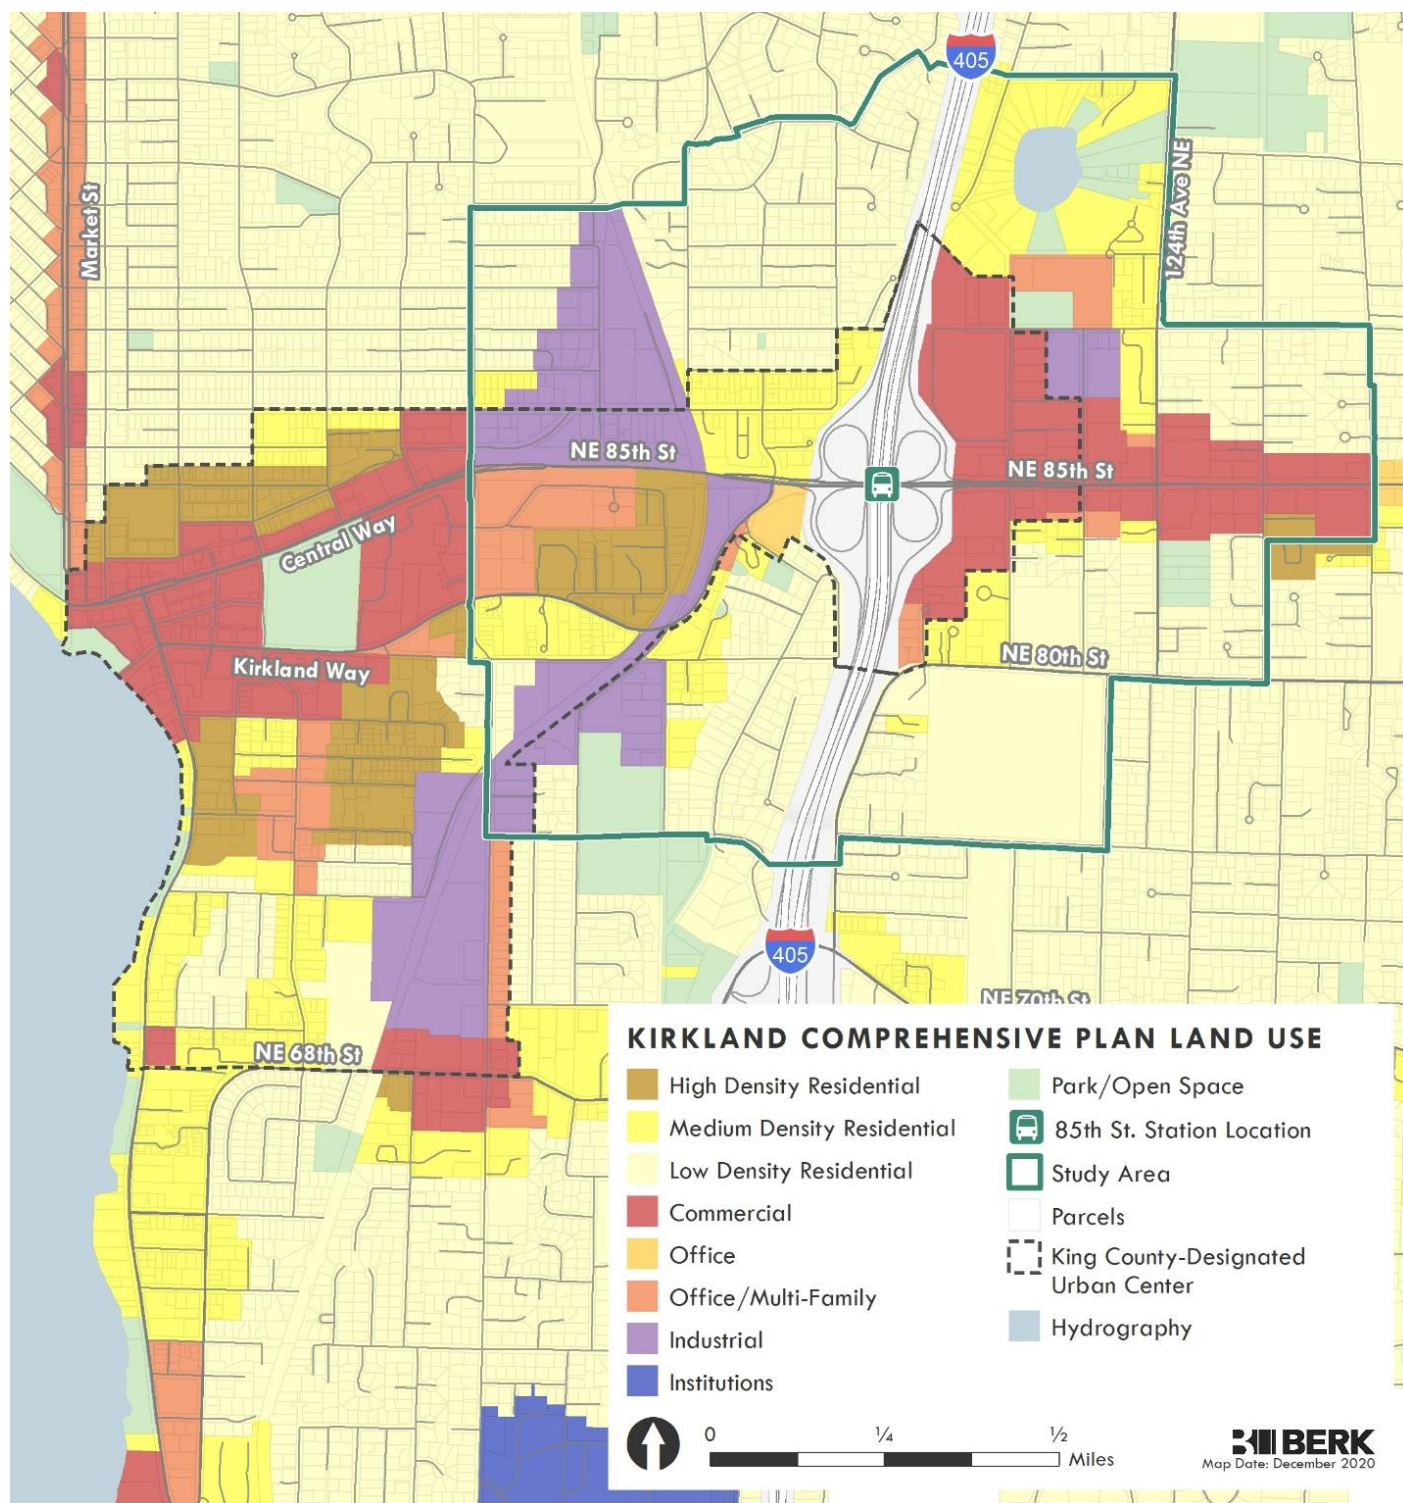 405
Market St
124th Ave NE
NE 85th St
NE 85th St
Central Way
Kirkland Way
NE 80th St
405
NE 70th St
NE 68th St
KIRKLAND COMPREHENSIVE PLAN LAND USE
High Density Residential
Medium Density Residential
Low Density Residential
Commercial
Office
Office/Multi-Family
Industrial
Institutions
Park/Open Space
85th St. Station Location
Study Area
Parcels
King County-Designated
Urban Center
Hydrography
0 ¼ ½
Miles
BERK
Map Date: December 2020